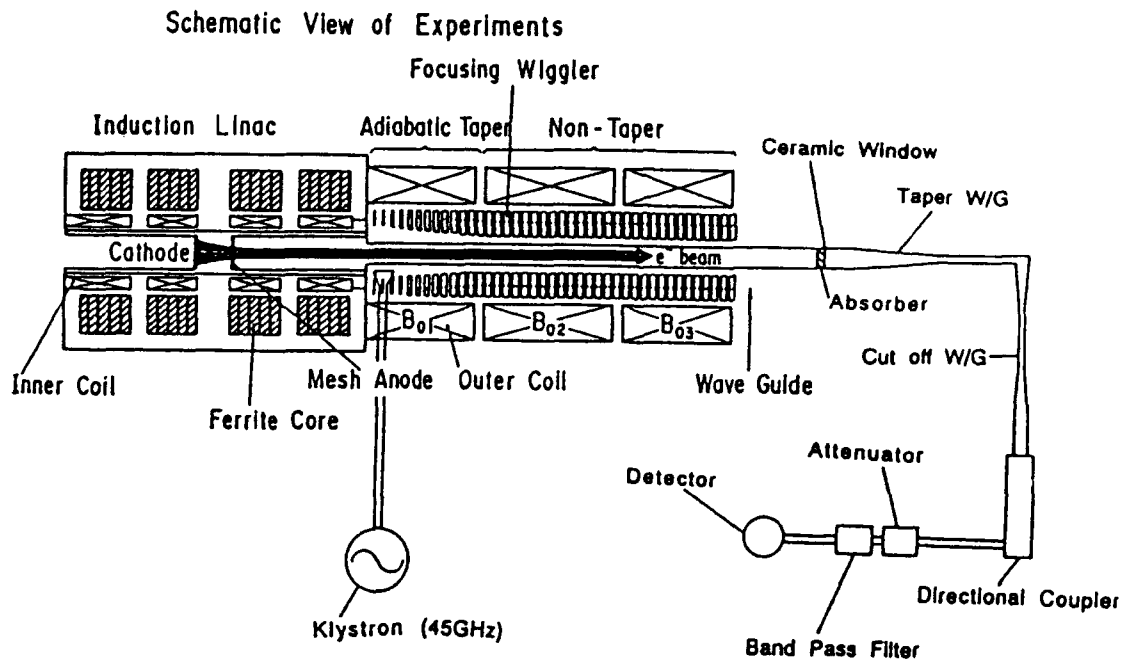 Schematic View of Experiments
Focusing Wiggler
Induction Linac
Adiabatic Taper
Non-Taper
Ceramic Window
Taper W/G
Cathode
e⁻ beam
Absorber
B01
B02
B03
Cut off W/G
Inner Coil
Mesh Anode
Outer Coil
Wave Guide
Ferrite Core
Attenuator
Detector
Directional Coupler
Klystron (45GHz)
Band Pass Filter